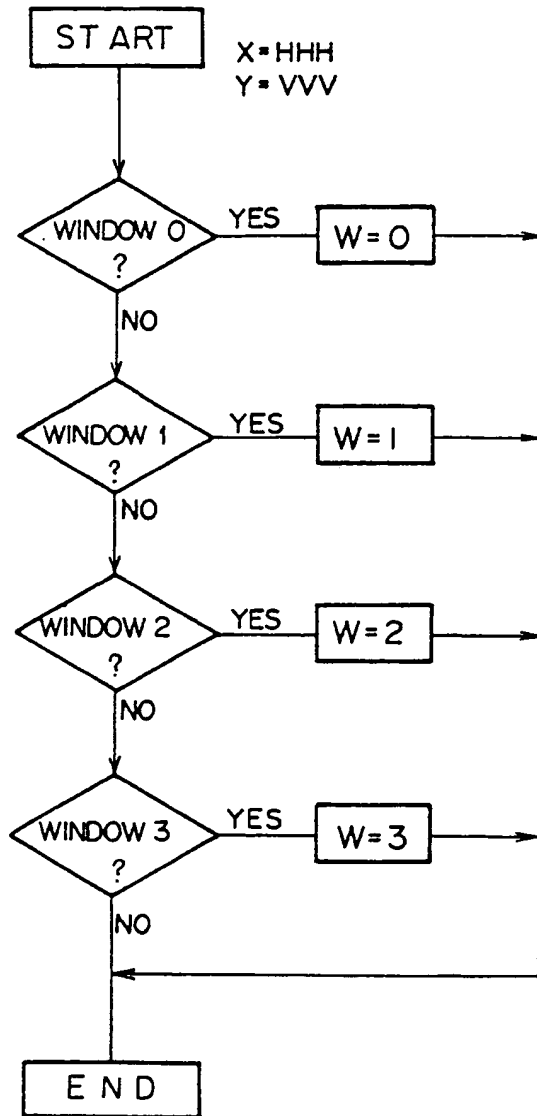 START
X=HHH
Y=VVV
WINDOW 0
?
YES
W=0
NO
WINDOW 1
?
YES
W=1
NO
WINDOW 2
?
YES
W=2
NO
WINDOW 3
?
YES
W=3
NO
END